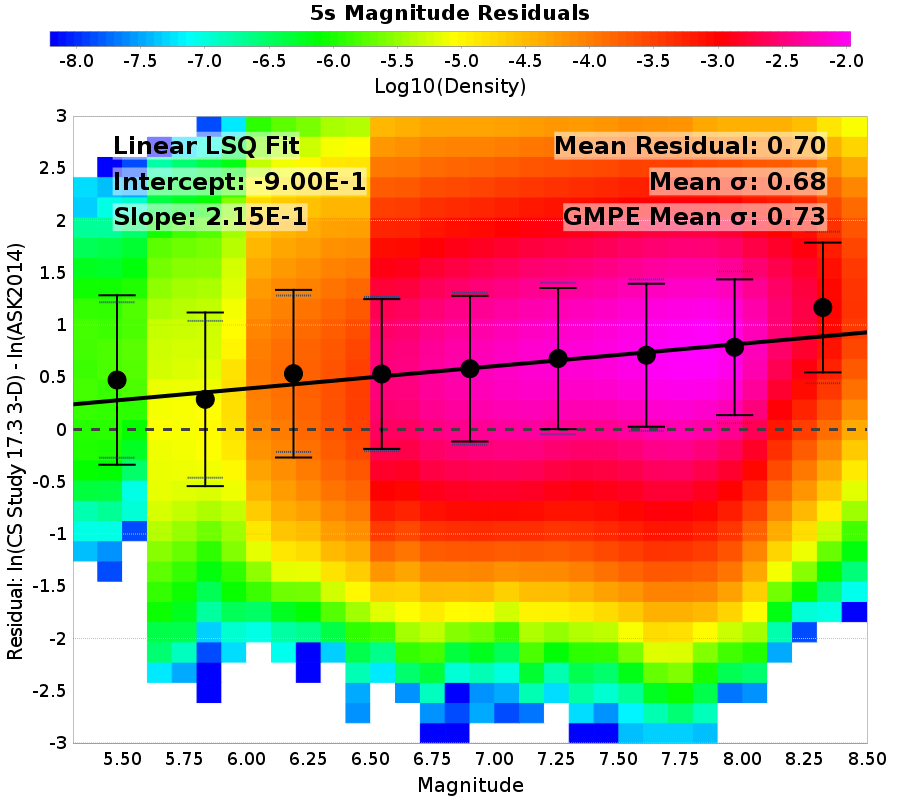 5s Magnitude Residuals
-8.0 -7.5 -7.0 -6.5 -6.0 -5.5 -5.0 -4.5 -4.0 -3.5 -3.0 -2.5 -2.0
Log10(Density)
Linear LSQ Fit
Intercept: -9.00E-1
Slope: 2.15E-1
Mean Residual: 0.70
Mean σ: 0.68
GMPE Mean σ: 0.73
Residual: ln(CS Study 17.3 3-D) - ln(ASK2014)
3
2.5
2
1.5
1
0.5
0
-0.5
-1
-1.5
-2
-2.5
-3
5.50 5.75 6.00 6.25 6.50 6.75 7.00 7.25 7.50 7.75 8.00 8.25 8.50
Magnitude